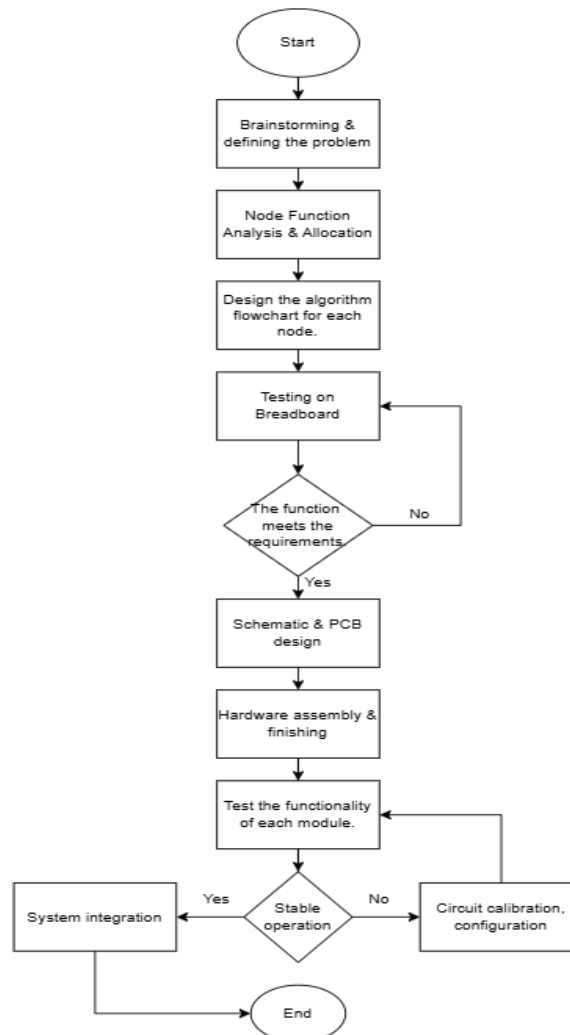 Start
Brainstorming &
defining the problem
Node Function
Analysis & Allocation
Design the algorithm
flowchart for each
node.
Testing on
Breadboard
The function
meets the
requirements.
No
Yes
Schematic & PCB
design
Hardware assembly &
finishing
Test the functionality
of each module.
Yes
Stable
operation
No
System integration
Circuit calibration,
configuration
End